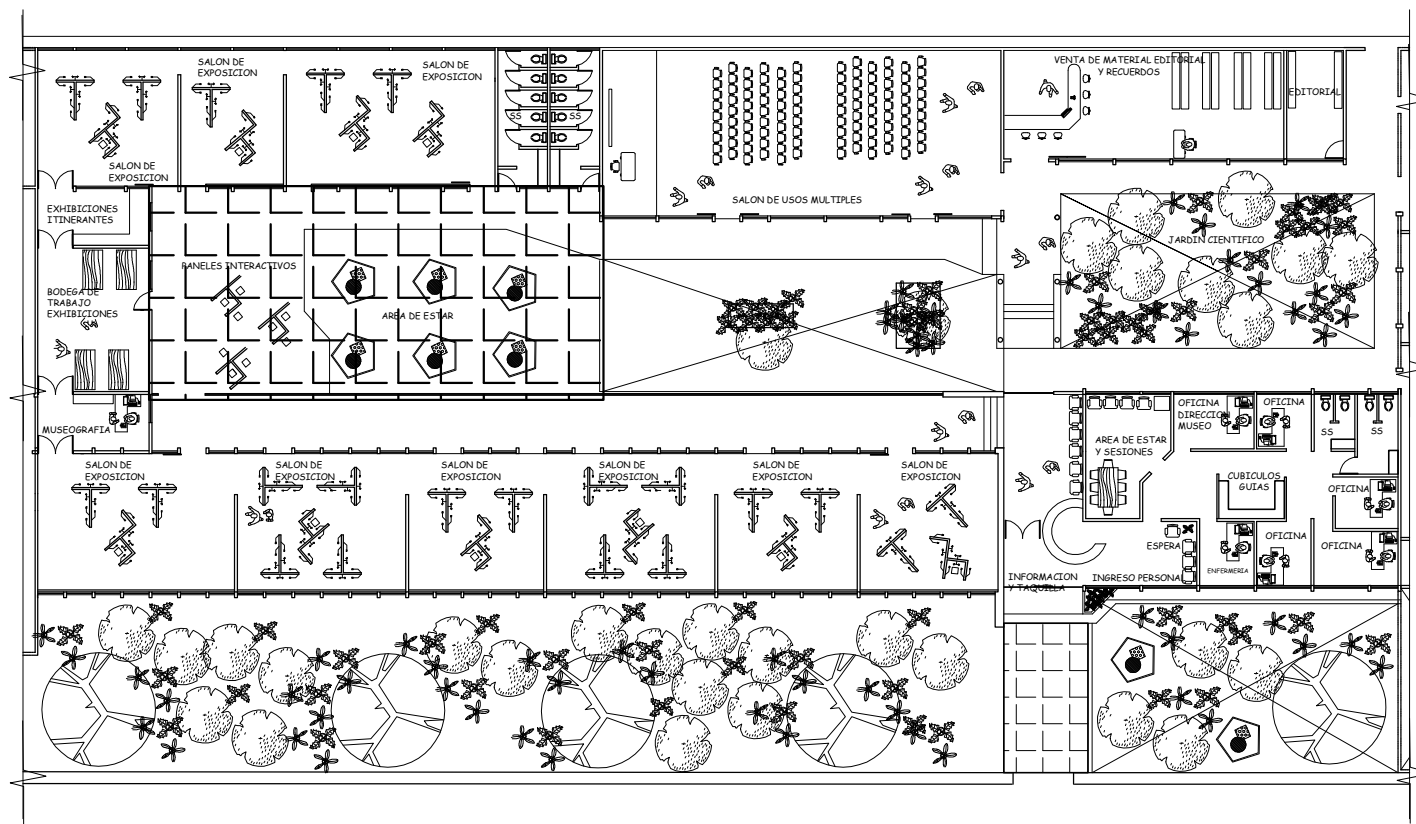 SALON DE
EXPOSICION
SALON DE
EXPOSICION
SALON DE
EXPOSICION
SS
SS
VENTA DE MATERIAL EDITORIAL
Y RECUERDOS
EDITORIAL
EXHIBICIONES
ITINERANTES
SALON DE USOS MULTIPLES
JARDIN CIENTIFICO
PANELES INTERACTIVOS
BODEGA DE
TRABAJO
EXHIBICIONES
AREA DE ESTAR
MUSEOGRAFIA
OFICINA
DIRECCION
MUSEO
OFICINA
SS
SS
AREA DE ESTAR
Y SESIONES
SALON DE
EXPOSICION
SALON DE
EXPOSICION
SALON DE
EXPOSICION
SALON DE
EXPOSICION
SALON DE
EXPOSICION
SALON DE
EXPOSICION
CUBICULOS
GUIAS
OFICINA
ESPERA
OFICINA
OFICINA
ENFERMERIA
INFORMACION
Y TAQUILLA
INGRESO PERSONAL